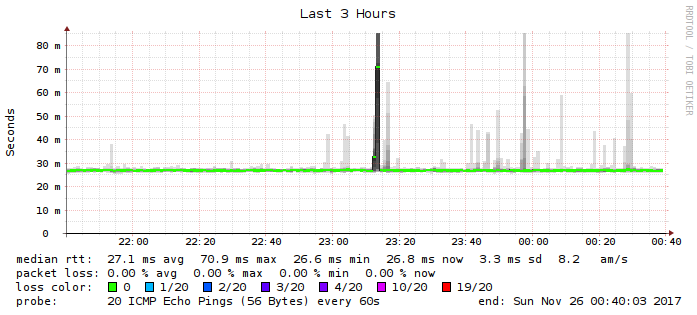 Last 3 Hours
RRDTOOL / TOBI OETIKER
Seconds
80 m
70 m
60 m
50 m
40 m
30 m
20 m
10 m
0
22:00 22:20 22:40 23:00 23:20 23:40 00:00 00:20 00:40
median rtt: 27.1 ms avg 70.9 ms max 26.6 ms min 26.8 ms now 3.3 ms sd 8.2 am/s
packet loss: 0.00 % avg 0.00 % max 0.00 % min 0.00 % now
loss color: 0 1/20 2/20 3/20 4/20 10/20 19/20
probe: 20 ICMP Echo Pings (56 Bytes) every 60s end: Sun Nov 26 00:40:03 2017